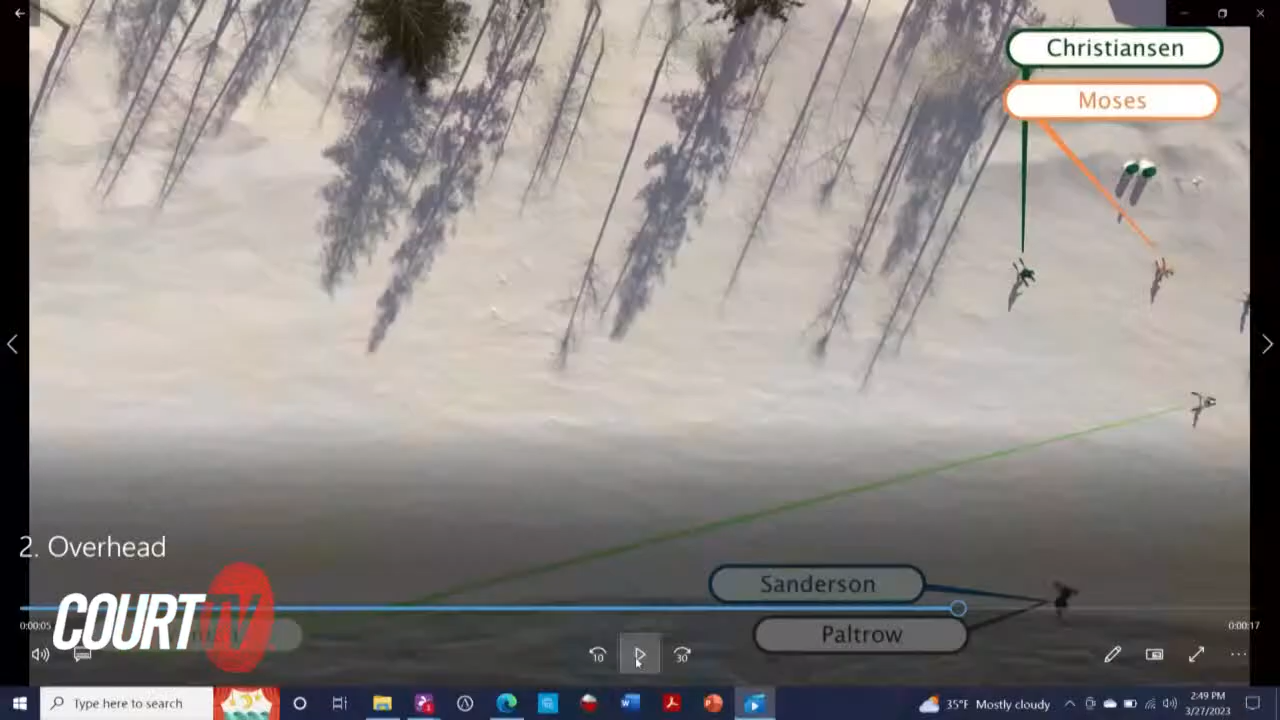 Christiansen
Moses
2. Overhead
Sanderson
Paltrow
COURT TV
0:00:05
0:00:17
10
30
Type here to search
35°F Mostly cloudy
2:49 PM
3/27/2023